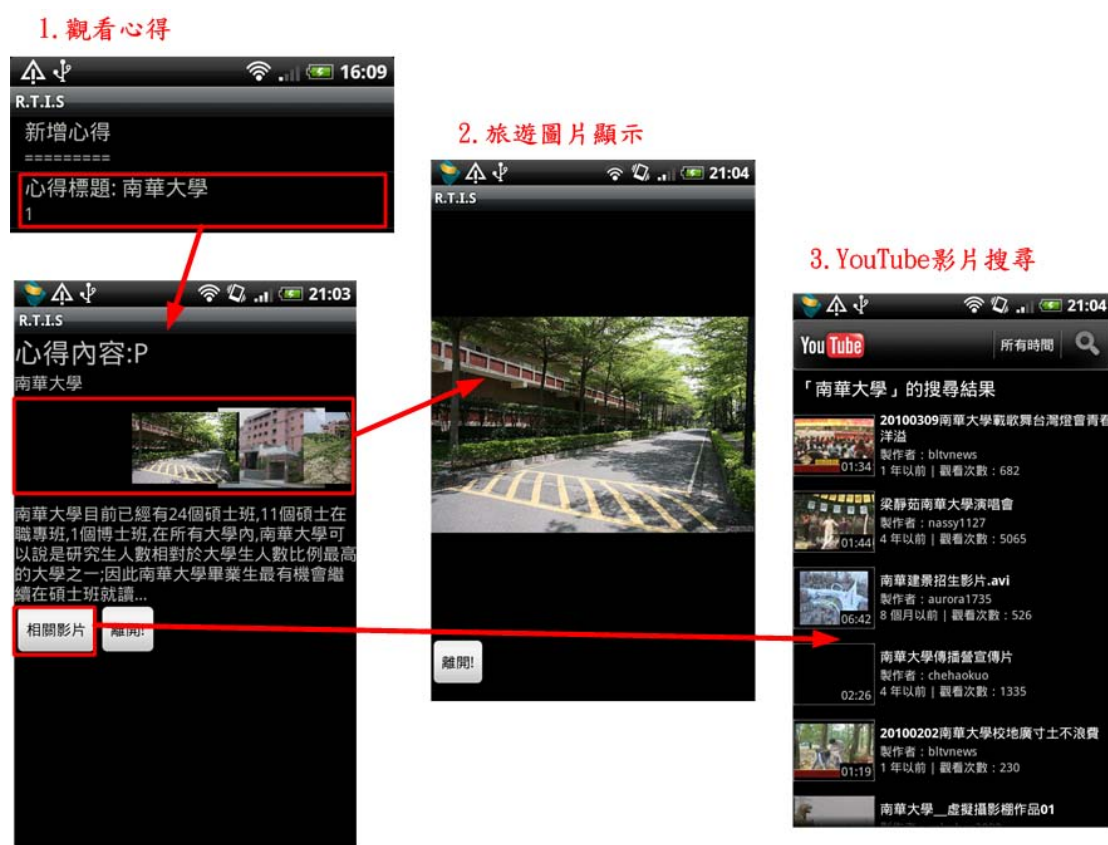 1.觀看心得
16:09
R.T.I.S
新增心得
=========
心得標題: 南華大學
1
21:03
R.T.I.S
心得內容:P
南華大學
南華大學目前已經有24個碩士班,11個碩士在
職專班,1個博士班,在所有大學內,南華大學可
以說是研究生人數相對於大學生人數比例最高
的大學之一;因此南華大學畢業生最有機會繼
續在碩士班就讀...
相關影片
離開!
2.旅遊圖片顯示
21:04
R.T.I.S
離開!
3.YouTube影片搜尋
21:04
YouTube
所有時間
「南華大學」的搜尋結果
20100309南華大學載歌舞台灣燈會青春
洋溢
製作者：bltvnews
01:34 1 年以前 | 觀看次數：682
梁靜茹南華大學演唱會
製作者：nassy1127
01:44 4 年以前 | 觀看次數：5065
南華建景招生影片.avi
製作者：aurora1735
06:42 8 個月以前 | 觀看次數：526
南華大學傳播營宣傳片
製作者：chehaokuo
02:26 4 年以前 | 觀看次數：1335
20100202南華大學校地廣寸土不浪費
製作者：bltvnews
01:19 1 年以前 | 觀看次數：230
南華大學__虛擬攝影棚作品01